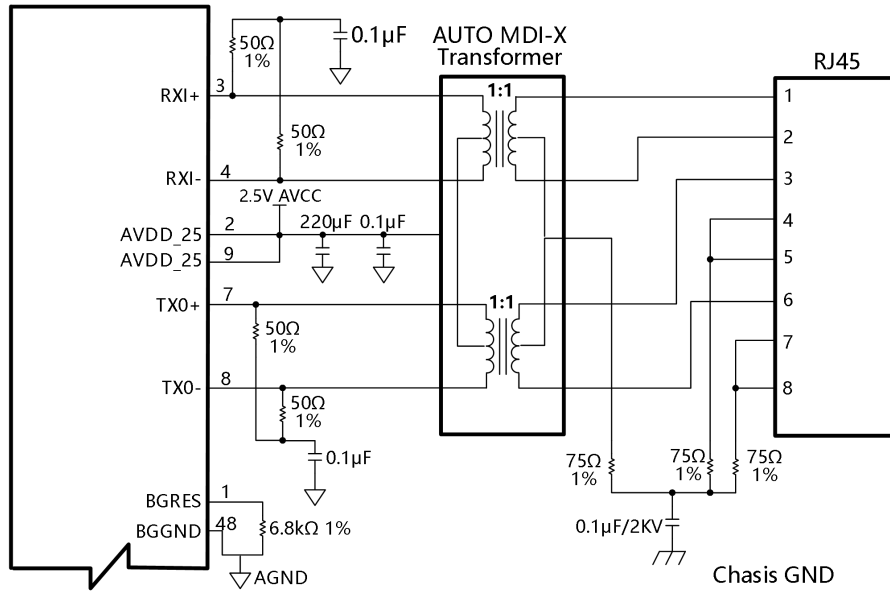 50Ω
1%
0.1μF
AUTO MDI-X
Transformer
RJ45
RXI+ 3
1:1
1
50Ω
1%
2
RXI- 4
3
2.5V AVCC
AVDD_25 2
220μF 0.1μF
4
AVDD_25 9
5
TX0+ 7
1:1
6
50Ω
1%
7
TX0- 8
8
50Ω
1%
0.1μF
75Ω
1%
75Ω
1%
75Ω
1%
BGRES 1
BGGND 48
6.8kΩ 1%
0.1μF/2KV
AGND
Chasis GND